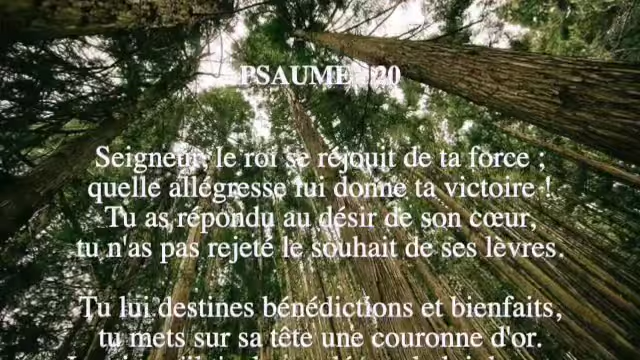 PSAUME 20
Seigneur, le roi se réjouit de ta force ;
quelle allégresse lui donne ta victoire !
Tu as répondu au désir de son cœur,
tu n'as pas rejeté le souhait de ses lèvres.
Tu lui destines bénédictions et bienfaits,
tu mets sur sa tête une couronne d'or.